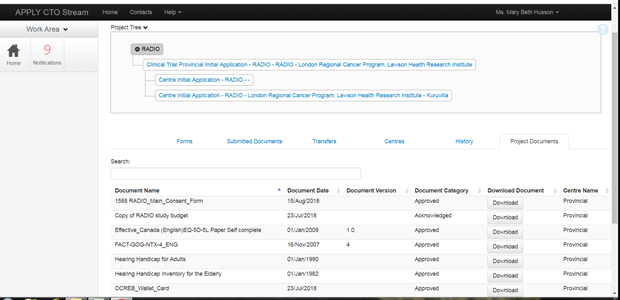 APPLY CTO Stream Home Contacts Help Ms. Mary Beth Husson
Work Area
Project Tree
?
RADIO
Home
9
Notifications
Clinical Trial Provincial Initial Application - RADIO - RADIO - London Regional Cancer Program, Lawson Health Research Institute
Centre Initial Application - RADIO - -
Centre Initial Application - RADIO - London Regional Cancer Program, Lawson Health Research Institute - Kuruvilla
Forms Submitted Documents Transfers Centres History Project Documents
Search:
Document Name Document Date Document Version Document Category Download Document Centre Name
1588 RADIO_Main_Consent_Form 15/Aug/2018 Approved Download Provincial
Copy of RADIO study budget 23/Jul/2018 Acknowledged Download Provincial
Effective_Canada (English)EQ-5D-5L Paper Self complete 01/Jan/2009 1.0 Approved Download Provincial
FACT-GOG-NTX-4_ENG 16/Nov/2007 4 Approved Download Provincial
Hearing Handicap for Adults 01/Jan/1990 Approved Download Provincial
Hearing Handicap Inventory for the Elderly 01/Jan/1982 Approved Download Provincial
OCREB_Wallet_Card 23/Jul/2018 Approved Download Provincial